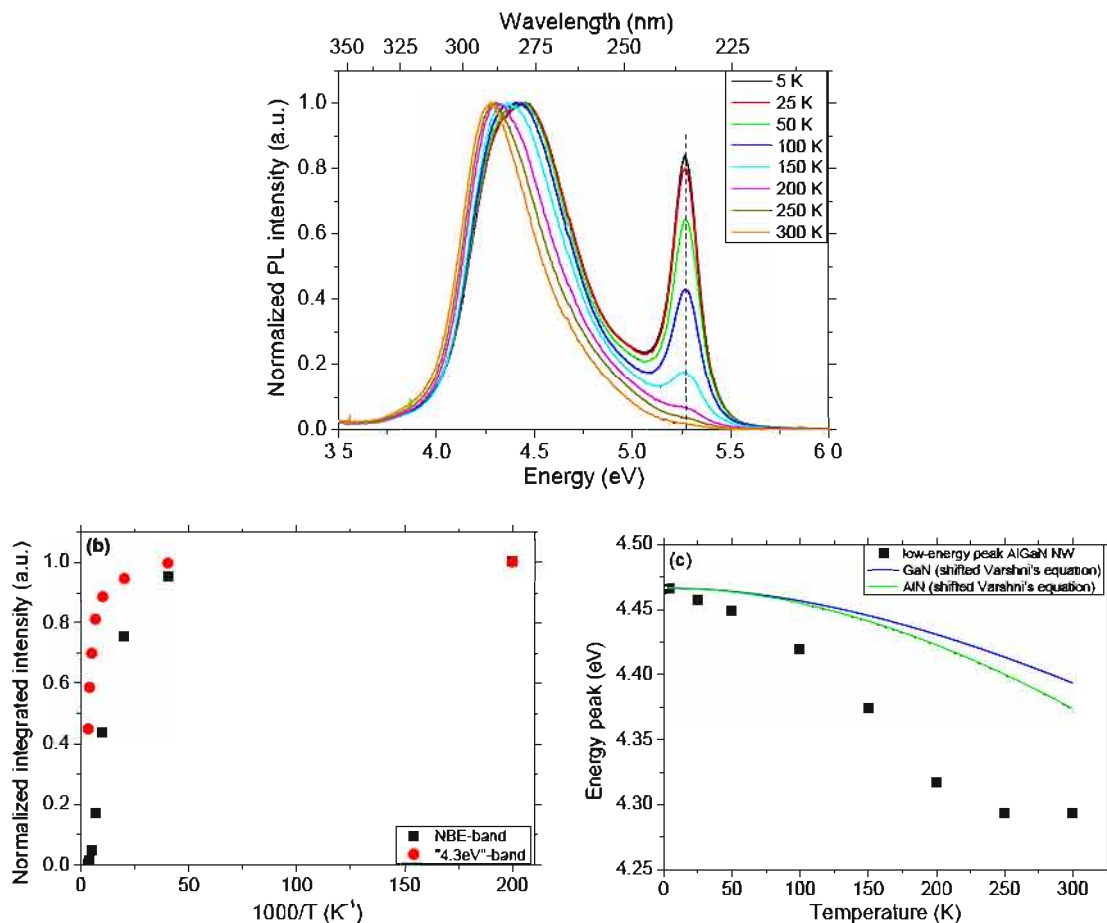 Wavelength (nm)
350 325 300 275 250 225
Normalized PL intensity (a.u.)
1.0
0.8
0.6
0.4
0.2
0.0
5 K
25 K
50 K
100 K
150 K
200 K
250 K
300 K
3 5 4.0 4.5 5.0 5.5 6 0
Energy (eV)
(b)
Normalized integrated intensity (a.u.)
1.0
0.8
0.6
0.4
0.2
0.0
NBE-band
"4.3eV"-band
0 50 100 150 200
1000/T (K⁻¹)
(c)
Energy peak (eV)
4.50
4.45
4.40
4.35
4.30
4.25
low-energy peak AlGaN NW
GaN (shifted Varshni's equation)
AlN (shifted Varshni's equation)
0 50 100 150 200 250 300
Temperature (K)